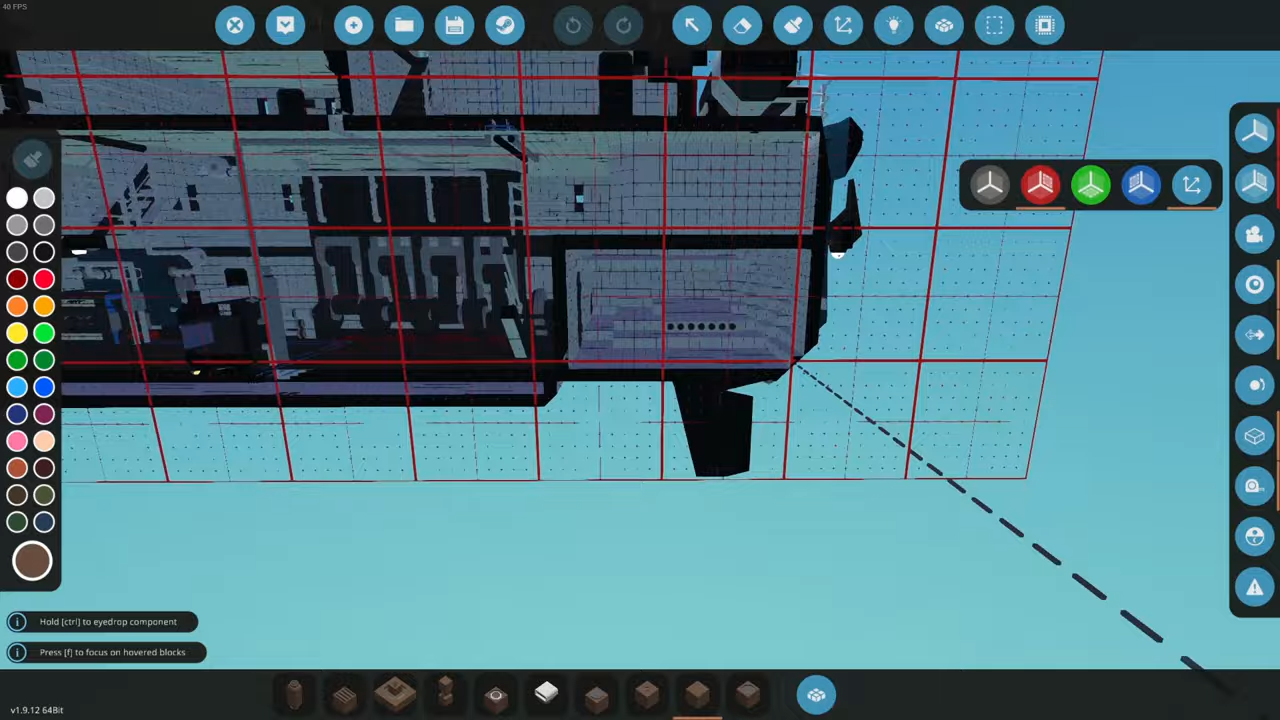 40 FPS
Hold [ctrl] to eyedrop component
Press [f] to focus on hovered blocks
v1.9.12 64Bit